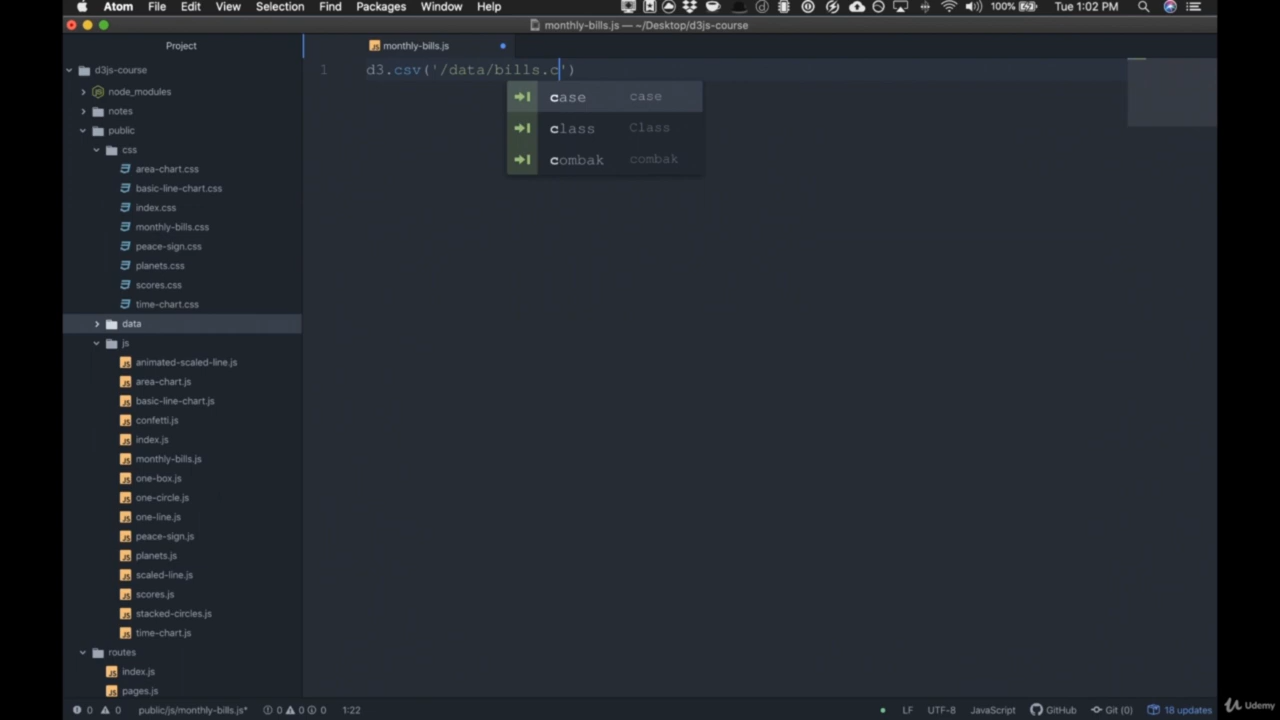 Atom File Edit View Selection Find Packages Window Help 100% Tue 1:02 PM
monthly-bills.js — ~/Desktop/d3js-course
Project
monthly-bills.js
d3js-course
1 d3.csv('/data/bills.c')
node_modules
case case
notes
class Class
public
css
combak combak
area-chart.css
basic-line-chart.css
index.css
monthly-bills.css
peace-sign.css
planets.css
scores.css
time-chart.css
data
js
animated-scaled-line.js
area-chart.js
basic-line-chart.js
confetti.js
index.js
monthly-bills.js
one-box.js
one-circle.js
one-line.js
peace-sign.js
planets.js
scaled-line.js
scores.js
stacked-circles.js
time-chart.js
routes
index.js
pages.js
0 0 public/js/monthly-bills.js* 0 0 0 1:22 LF UTF-8 JavaScript GitHub Git (0) 18 updates
Udemy